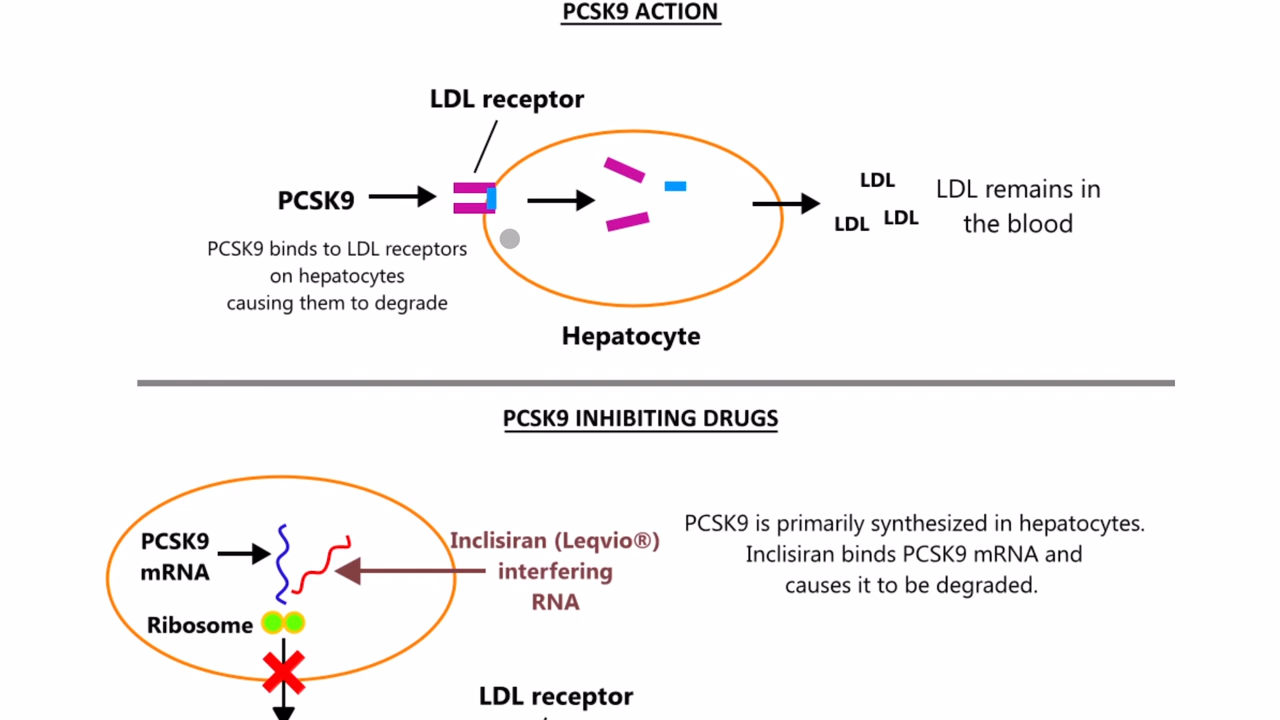 PCSK9 ACTION
LDL receptor
PCSK9
PCSK9 binds to LDL receptors
on hepatocytes
causing them to degrade
Hepatocyte
LDL
LDL LDL
LDL remains in
the blood
PCSK9 INHIBITING DRUGS
PCSK9
mRNA
Ribosome
Inclisiran (Leqvio®)
interfering
RNA
PCSK9 is primarily synthesized in hepatocytes.
Inclisiran binds PCSK9 mRNA and
causes it to be degraded.
LDL receptor